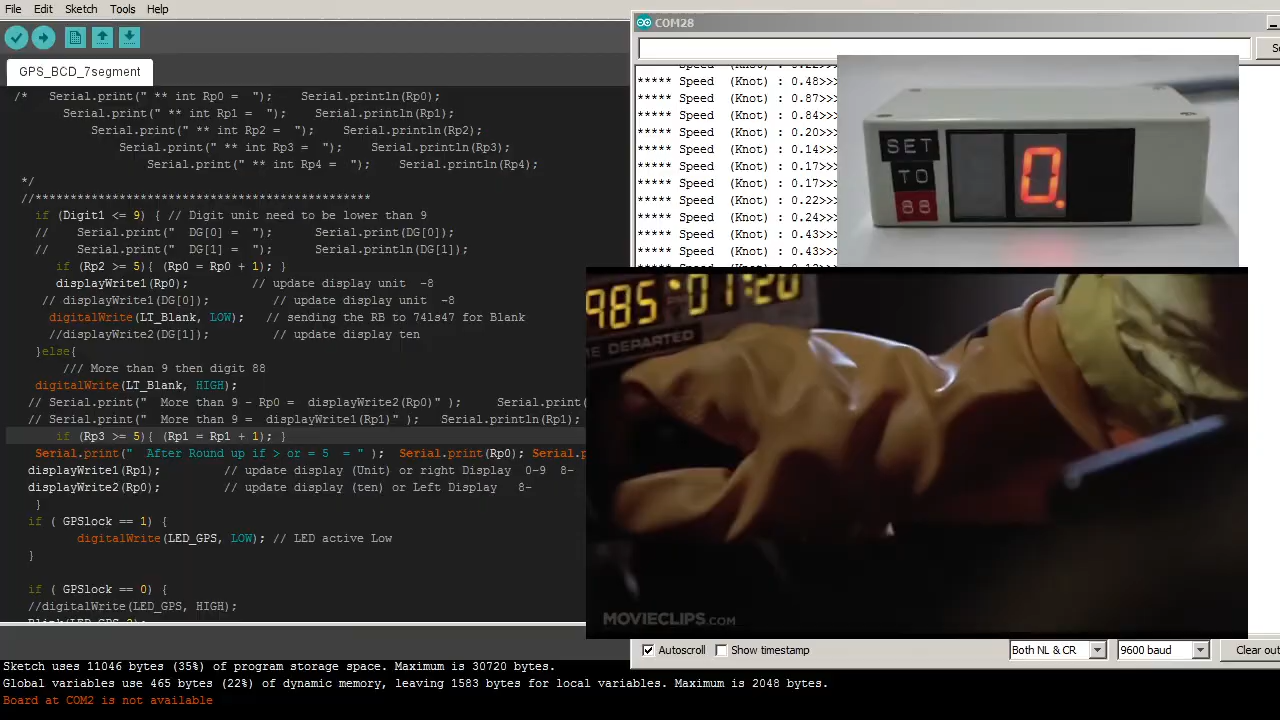 File Edit Sketch Tools Help
GPS_BCD_7segment
/* Serial.print(" ** int Rp0 = "); Serial.println(Rp0);
Serial.print(" ** int Rp1 = "); Serial.println(Rp1);
Serial.print(" ** int Rp2 = "); Serial.println(Rp2);
Serial.print(" ** int Rp3 = "); Serial.println(Rp3);
Serial.print(" ** int Rp4 = "); Serial.println(Rp4);
*/
//***********************************************
if (Digit1 <= 9) { // Digit unit need to be lower than 9
// Serial.print(" DG[0] = "); Serial.print(DG[0]);
// Serial.print(" DG[1] = "); Serial.println(DG[1]);
if (Rp2 >= 5){ (Rp0 = Rp0 + 1); }
displayWrite1(Rp0); // update display unit -8
// displayWrite1(DG[0]); // update display unit -8
digitalWrite(LT_Blank, LOW); // sending the RB to 74ls47 for Blank
//displayWrite2(DG[1]); // update display ten
}else{
/// More than 9 then digit 88
digitalWrite(LT_Blank, HIGH);
// Serial.print(" More than 9 - Rp0 = displayWrite2(Rp0)" ); Serial.print(
// Serial.print(" More than 9 = displayWrite1(Rp1)" ); Serial.println(Rp1);
if (Rp3 >= 5){ (Rp1 = Rp1 + 1); }
Serial.print(" After Round up if > or = 5 = " ); Serial.print(Rp0); Serial.p
displayWrite1(Rp1); // update display (Unit) or right Display 0-9 8-
displayWrite2(Rp0); // update display (ten) or Left Display 8-
}
if ( GPSlock == 1) {
digitalWrite(LED_GPS, LOW); // LED active Low
}
if ( GPSlock == 0) {
//digitalWrite(LED_GPS, HIGH);
Sketch uses 11046 bytes (35%) of program storage space. Maximum is 30720 bytes.
Global variables use 465 bytes (22%) of dynamic memory, leaving 1583 bytes for local variables. Maximum is 2048 bytes.
Board at COM2 is not available
COM28
***** Speed (Knot) : 0.48>>>
***** Speed (Knot) : 0.87>>>
***** Speed (Knot) : 0.84>>>
***** Speed (Knot) : 0.20>>>
***** Speed (Knot) : 0.14>>>
***** Speed (Knot) : 0.17>>>
***** Speed (Knot) : 0.17>>>
***** Speed (Knot) : 0.22>>>
***** Speed (Knot) : 0.24>>>
***** Speed (Knot) : 0.43>>>
***** Speed (Knot) : 0.43>>>
SET
TO
88
0.
985 01:20
ME DEPARTED
MOVIECLIPS.COM
Autoscroll Show timestamp Both NL & CR 9600 baud Clear out